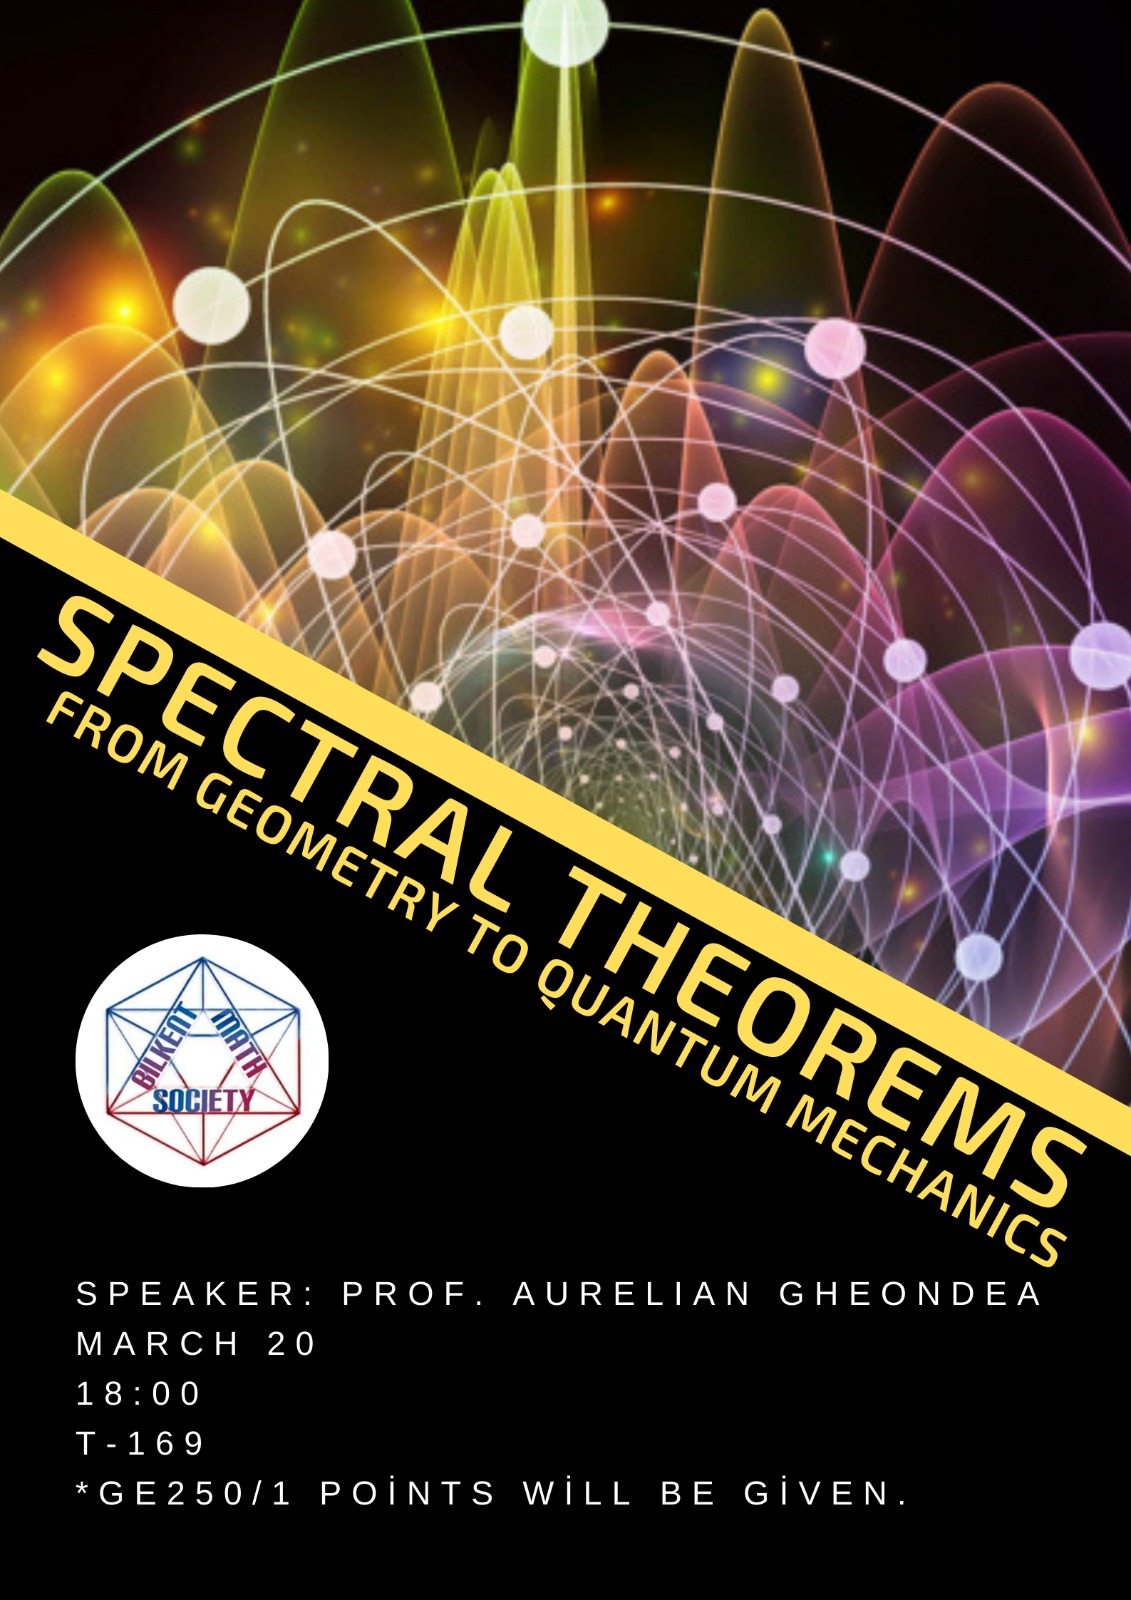 SPECTRAL THEOREMS
FROM GEOMETRY TO QUANTUM MECHANICS
BILKENT
MATH
SOCIETY
SPEAKER: PROF. AURELIAN GHEONDEA
MARCH 20
18:00
T-169
*GE250/1 POİNTS WİLL BE GİVEN.